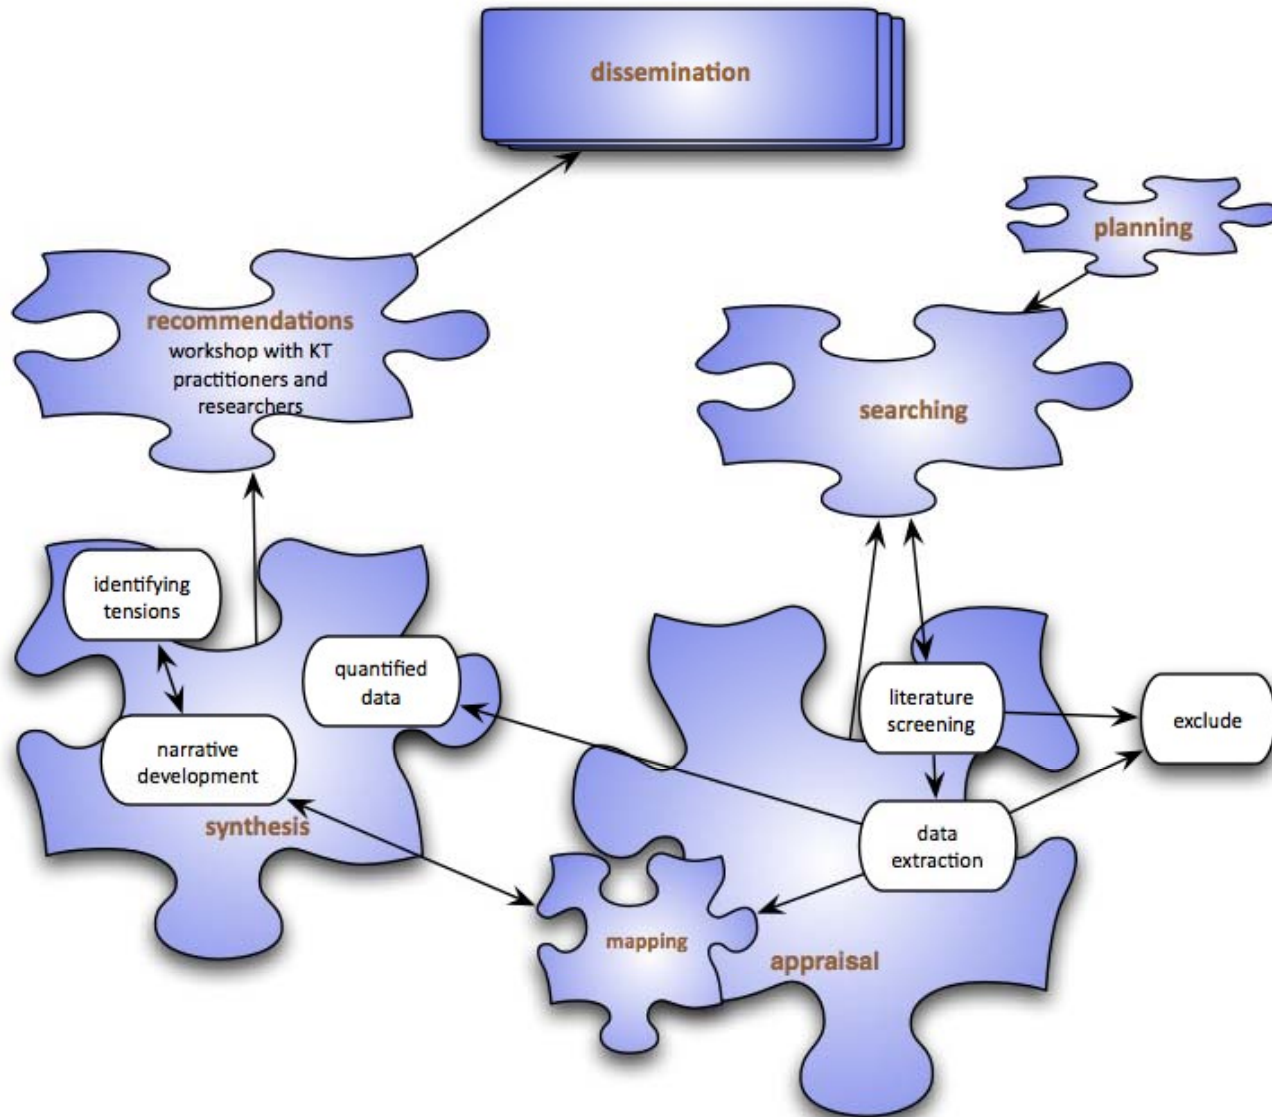 dissemination
planning
recommendations
workshop with KT
practitioners and
researchers
searching
identifying
tensions
quantified
data
narrative
development
synthesis
literature
screening
exclude
data
extraction
mapping
appraisal